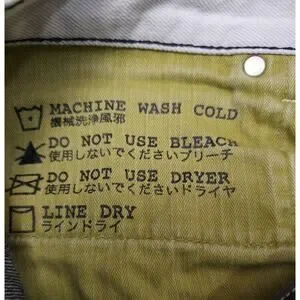 MACHINE WASH COLD
機械洗浄風邪
DO NOT USE BLEACH
使用しないでくださいブリーチ
DO NOT USE DRYER
使用しないでくださいドライヤ
LINE DRY
ラインドライ